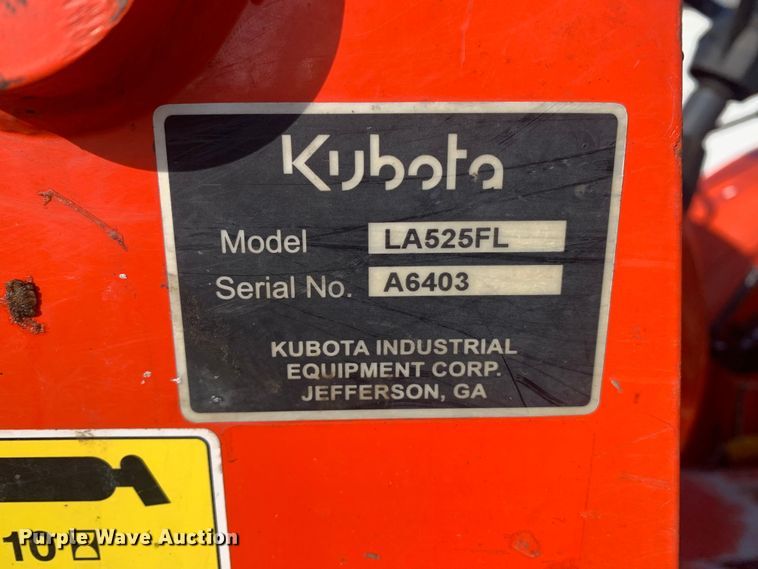 Kubota
Model LA525FL
Serial No. A6403
KUBOTA INDUSTRIAL
EQUIPMENT CORP.
JEFFERSON, GA
10
Purple Wave Auction